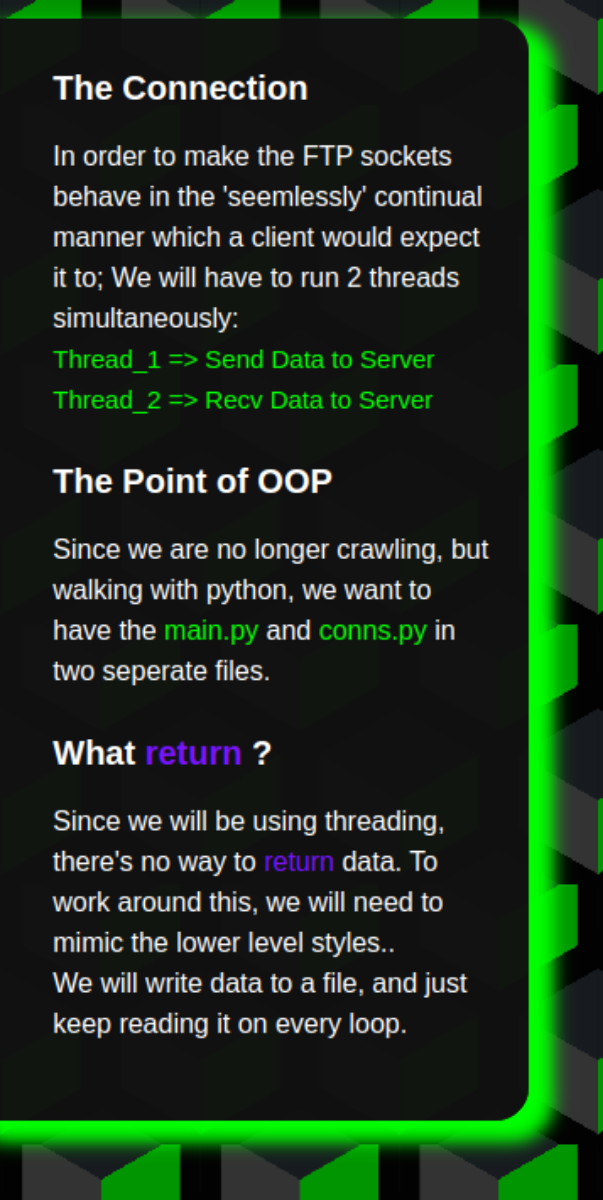 The Connection
In order to make the FTP sockets
behave in the 'seemlessly' continual
manner which a client would expect
it to; We will have to run 2 threads
simultaneously:
Thread_1 => Send Data to Server
Thread_2 => Recv Data to Server
The Point of OOP
Since we are no longer crawling, but
walking with python, we want to
have the main.py and conns.py in
two seperate files.
What return ?
Since we will be using threading,
there's no way to return data. To
work around this, we will need to
mimic the lower level styles..
We will write data to a file, and just
keep reading it on every loop.